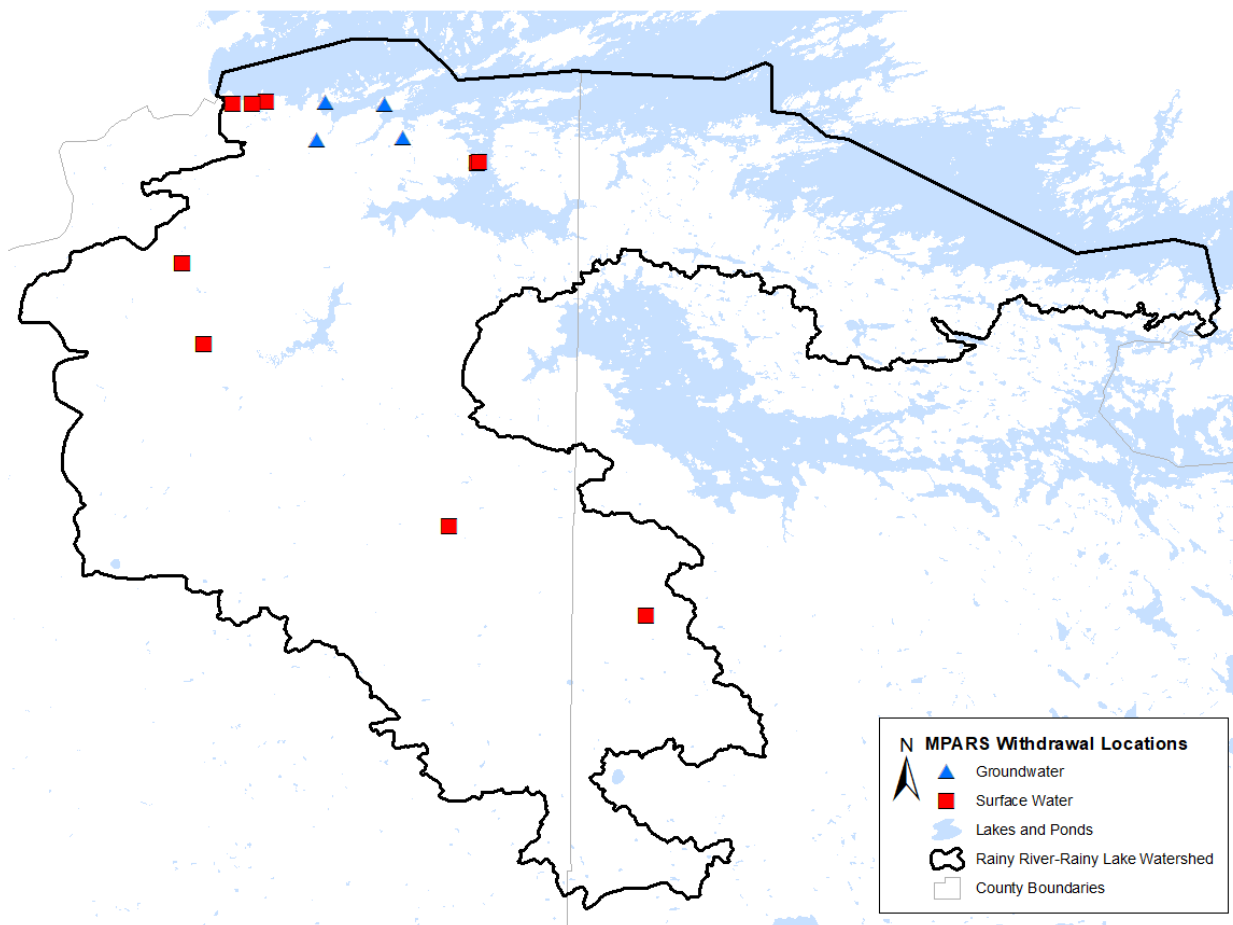 N
MPARS Withdrawal Locations
Groundwater
Surface Water
Lakes and Ponds
Rainy River-Rainy Lake Watershed
County Boundaries